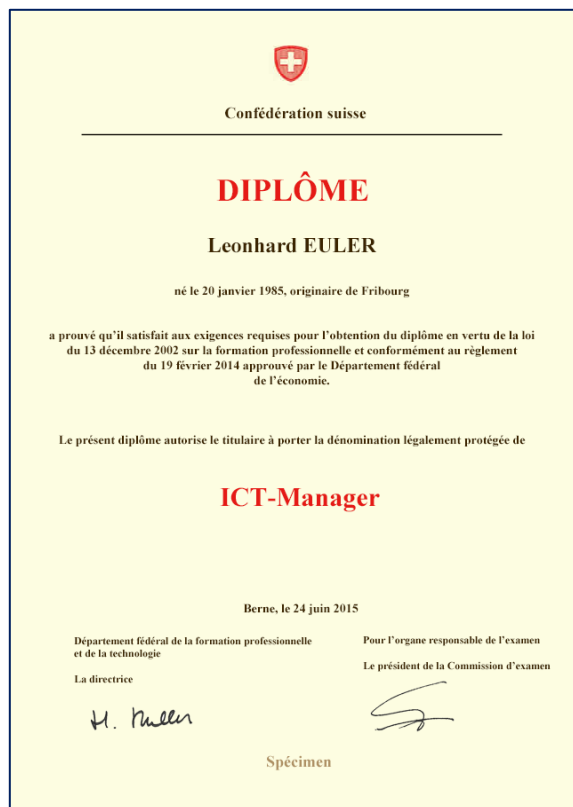 Confédération suisse
DIPLÔME
Leonhard EULER
né le 20 janvier 1985, originaire de Fribourg
a prouvé qu'il satisfait aux exigences requises pour l'obtention du diplôme en vertu de la loi
du 13 décembre 2002 sur la formation professionnelle et conformément au règlement
du 19 février 2014 approuvé par le Département fédéral
de l'économie.
Le présent diplôme autorise le titulaire à porter la dénomination légalement protégée de
ICT-Manager
Berne, le 24 juin 2015
Département fédéral de la formation professionnelle
et de la technologie
La directrice
Pour l'organe responsable de l'examen
Le président de la Commission d'examen
Spécimen